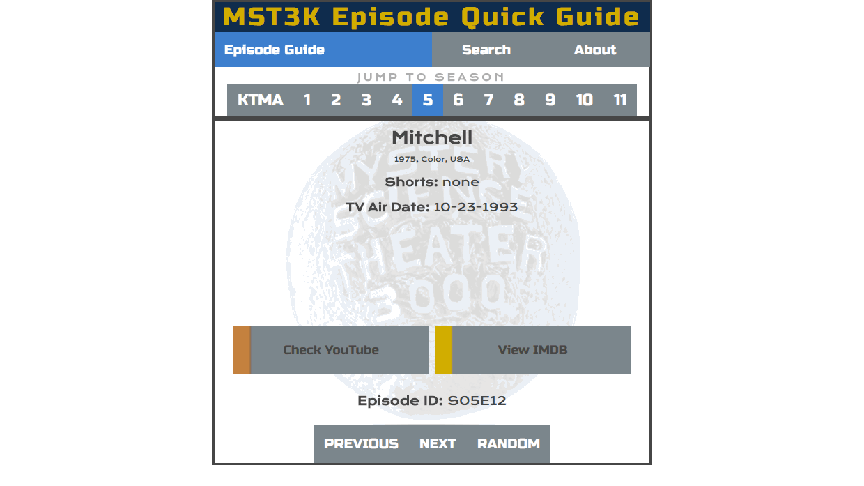 MST3K Episode Quick Guide
Episode Guide Search About
JUMP TO SEASON
KTMA 1 2 3 4 5 6 7 8 9 10 11
Mitchell
1975, Color, USA
Shorts: none
TV Air Date: 10-23-1993
MYSTERY
SCIENCE
THEATER
3000
Check YouTube View IMDB
Episode ID: S05E12
PREVIOUS NEXT RANDOM